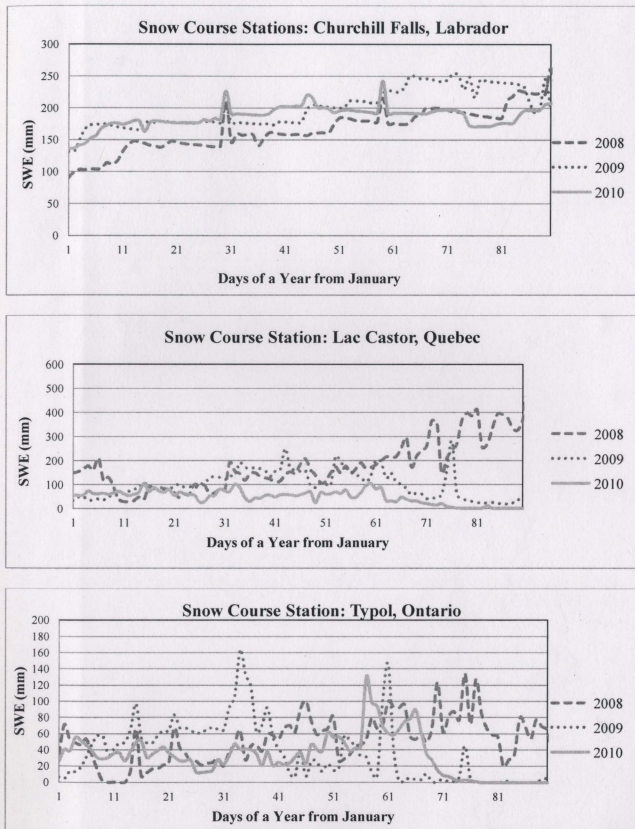 Snow Course Stations: Churchill Falls, Labrador
300
250
200
150
100
50
0
SWE (mm)
1 11 21 31 41 51 61 71 81
Days of a Year from January
2008
2009
2010
Snow Course Station: Lac Castor, Quebec
600
500
400
300
200
100
0
SWE (mm)
1 11 21 31 41 51 61 71 81
Days of a Year from January
2008
2009
2010
Snow Course Station: Typol, Ontario
200
180
160
140
120
100
80
60
40
20
0
SWE (mm)
1 11 21 31 41 51 61 71 81
Days of a Year from January
2008
2009
2010